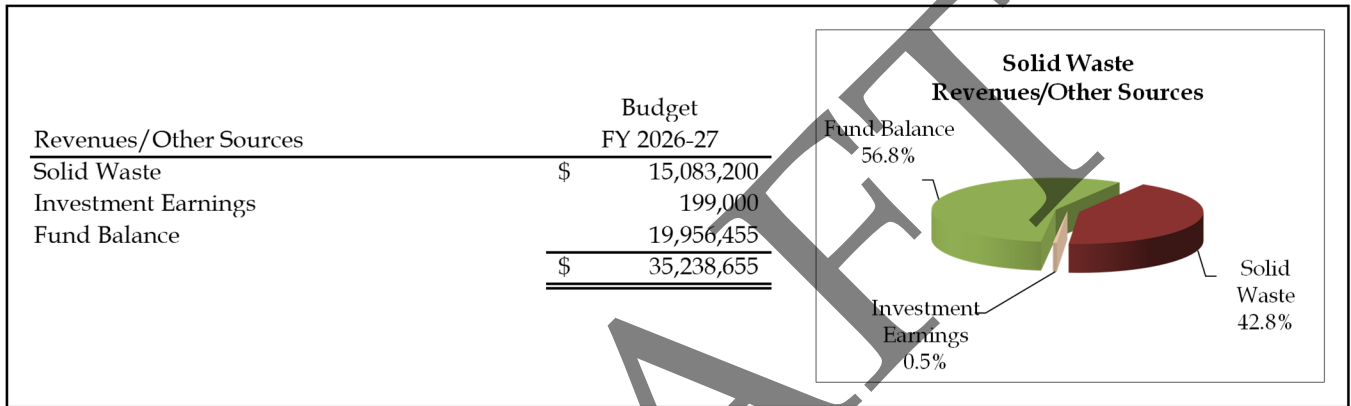 Budget
Revenues/Other Sources FY 2026-27
Solid Waste $ 15,083,200
Investment Earnings 199,000
Fund Balance 19,956,455
$ 35,238,655
Solid Waste
Revenues/Other Sources
Fund Balance
56.8%
Solid
Waste
42.8%
Investment
Earnings
0.5%